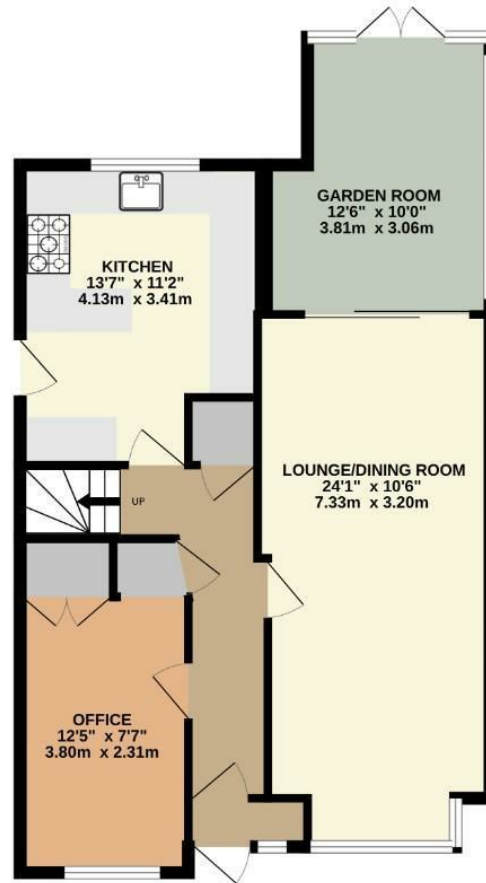 GARDEN ROOM
12'6" x 10'0"
3.81m x 3.06m
KITCHEN
13'7" x 11'2"
4.13m x 3.41m
LOUNGE/DINING ROOM
24'1" x 10'6"
7.33m x 3.20m
UP
OFFICE
12'5" x 7'7"
3.80m x 2.31m